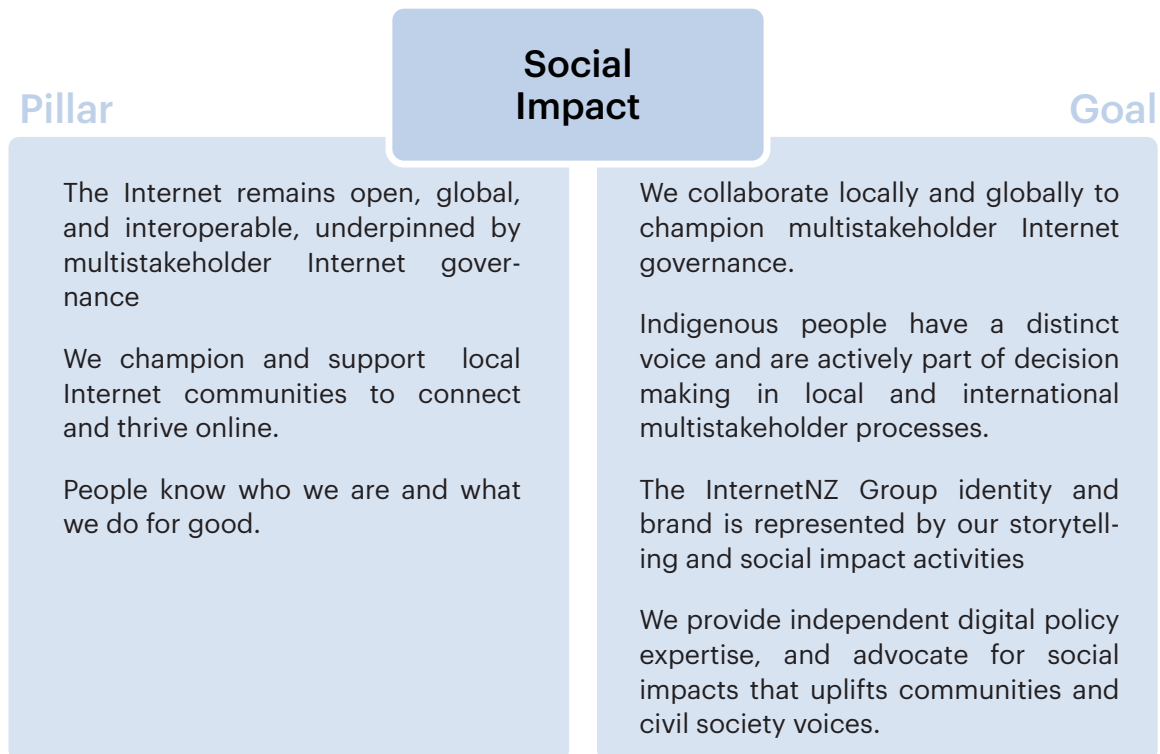 Social
Impact
Pillar
Goal
The Internet remains open, global,
and interoperable, underpinned by
multistakeholder Internet gover-
nance
We champion and support local
Internet communities to connect
and thrive online.
People know who we are and what
we do for good.
We collaborate locally and globally to
champion multistakeholder Internet
governance.
Indigenous people have a distinct
voice and are actively part of decision
making in local and international
multistakeholder processes.
The InternetNZ Group identity and
brand is represented by our storytell-
ing and social impact activities
We provide independent digital policy
expertise, and advocate for social
impacts that uplifts communities and
civil society voices.